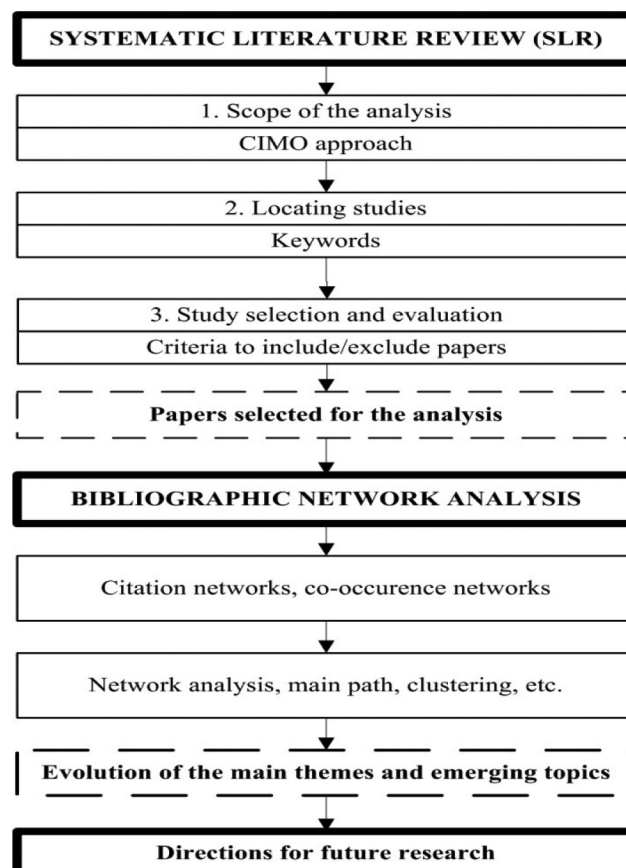 SYSTEMATIC LITERATURE REVIEW (SLR)
1. Scope of the analysis
CIMO approach
2. Locating studies
Keywords
3. Study selection and evaluation
Criteria to include/exclude papers
Papers selected for the analysis
BIBLIOGRAPHIC NETWORK ANALYSIS
Citation networks, co-occurence networks
Network analysis, main path, clustering, etc.
Evolution of the main themes and emerging topics
Directions for future research